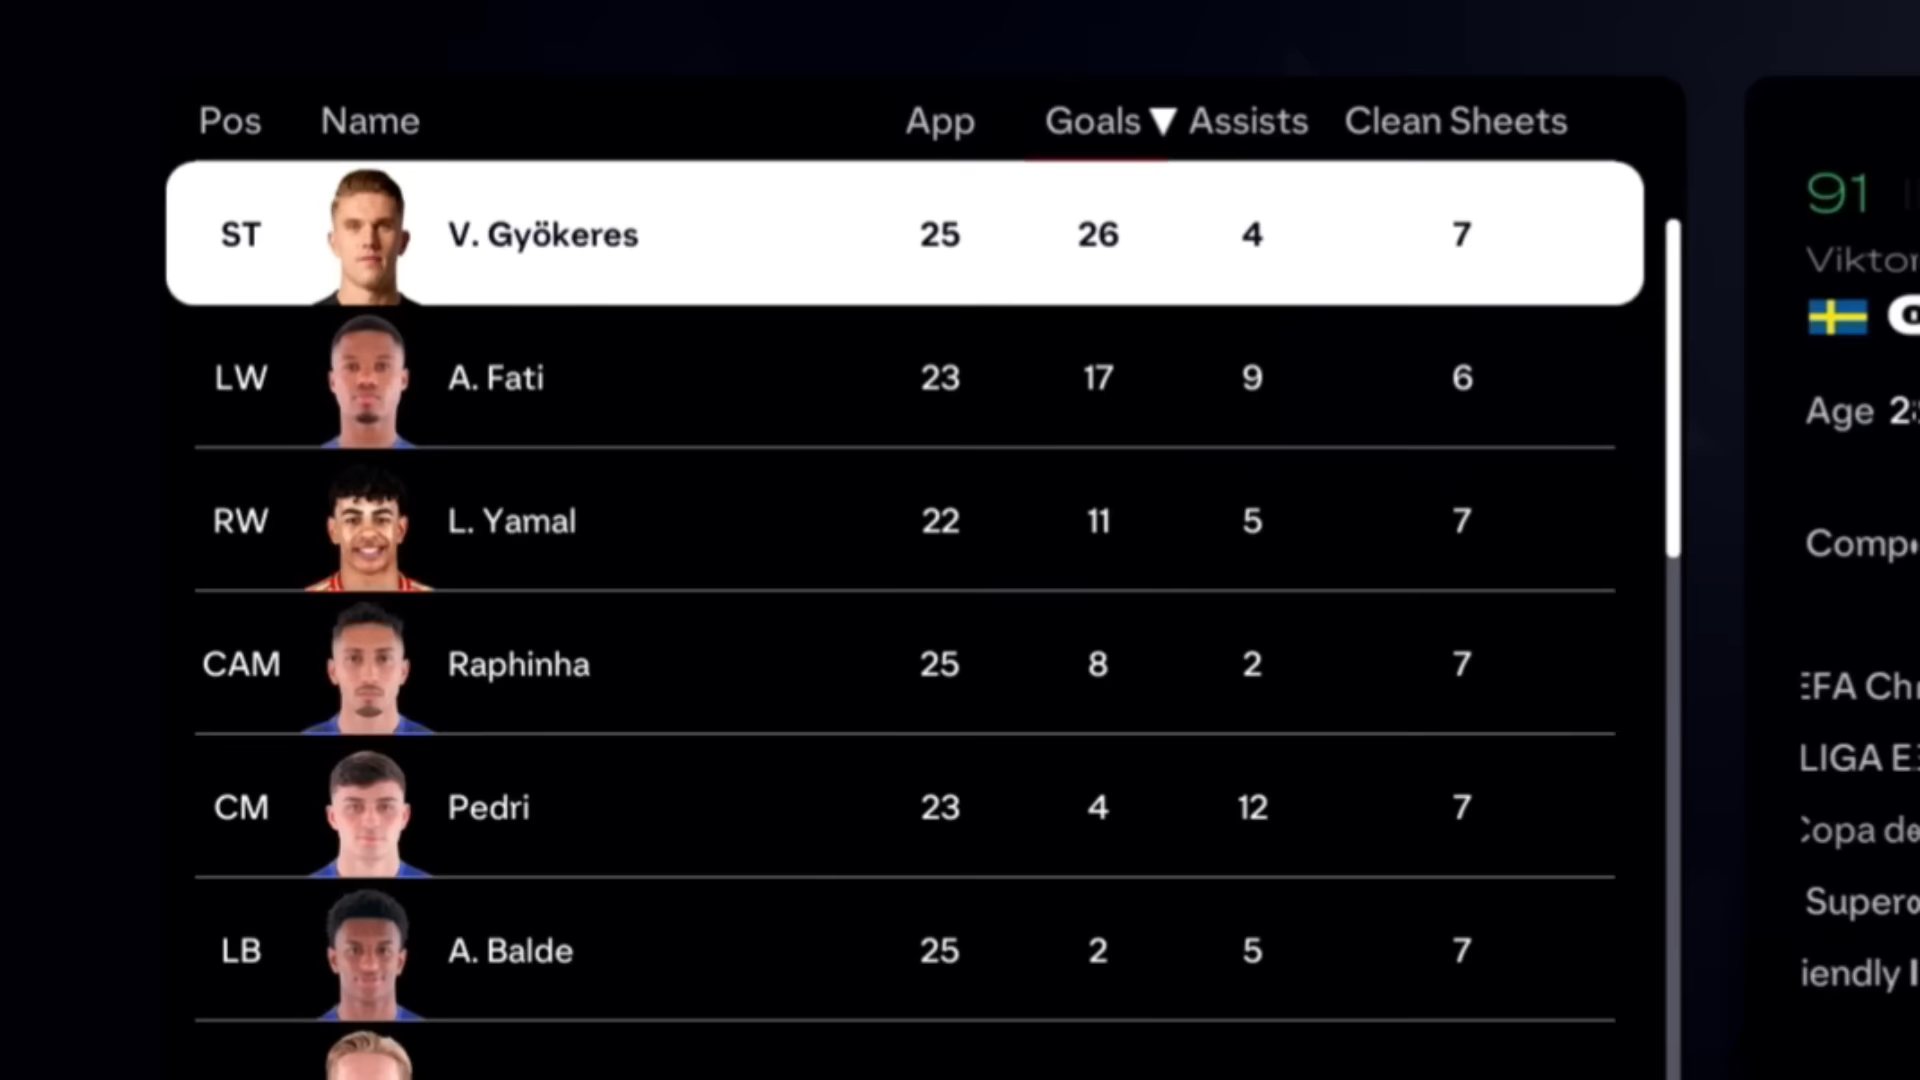 Pos Name App Goals ▼ Assists Clean Sheets
ST V. Gyökeres 25 26 4 7
LW A. Fati 23 17 9 6
RW L. Yamal 22 11 5 7
CAM Raphinha 25 8 2 7
CM Pedri 23 4 12 7
LB A. Balde 25 2 5 7
91
Viktor
Age
LIGA